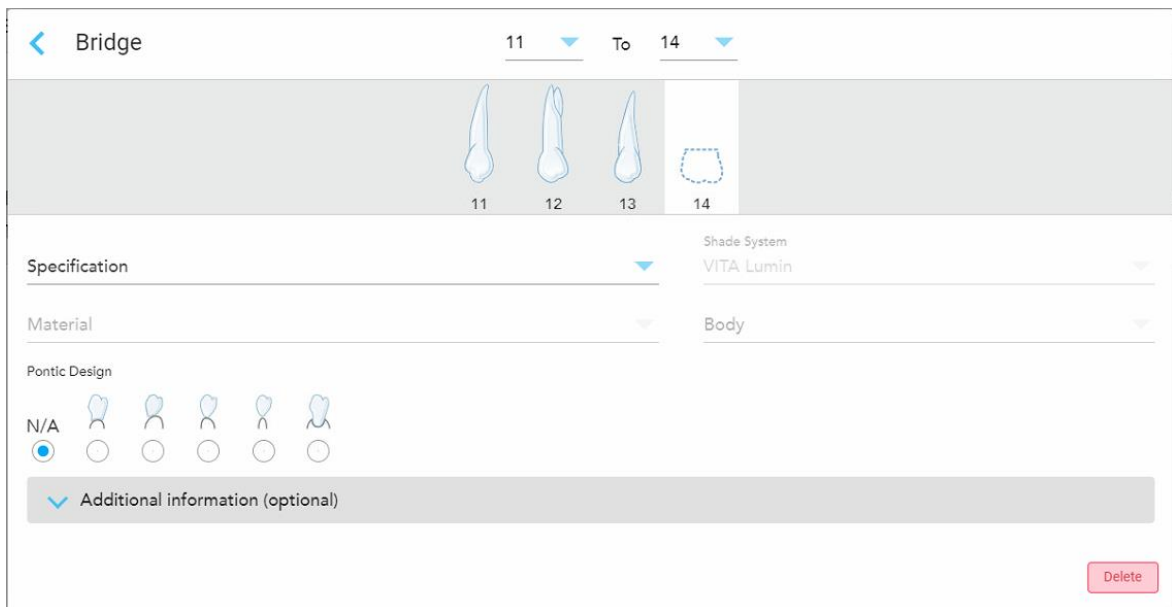 Bridge 11 To 14
11 12 13 14
Shade System
Specification VITA Lumin
Material Body
Pontic Design
N/A
Additional information (optional)
Delete